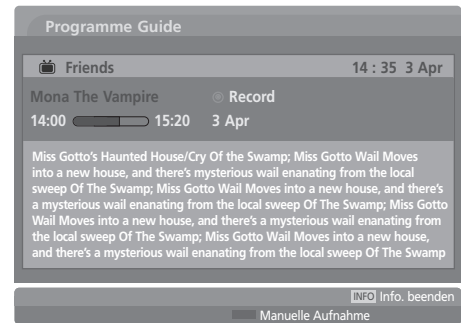 Programme Guide
Friends 14 : 35 3 Apr
Mona The Vampire Record
14:00 15:20 3 Apr
Miss Gotto's Haunted House/Cry Of the Swamp; Miss Gotto Wail Moves
into a new house, and there's mysterious wail enanating from the local
sweep Of The Swamp; Miss Gotto Wail Moves into a new house, and there's
a mysterious wail enanating from the local sweep Of The Swamp; Miss Gotto
Wail Moves into a new house, and there's a mysterious wail enanating from
the local sweep Of The Swamp; Miss Gotto Wail Moves into a new house,
and there's a mysterious wail enanating from the local sweep Of The Swamp
INFO Info. beenden
Manuelle Aufnahme